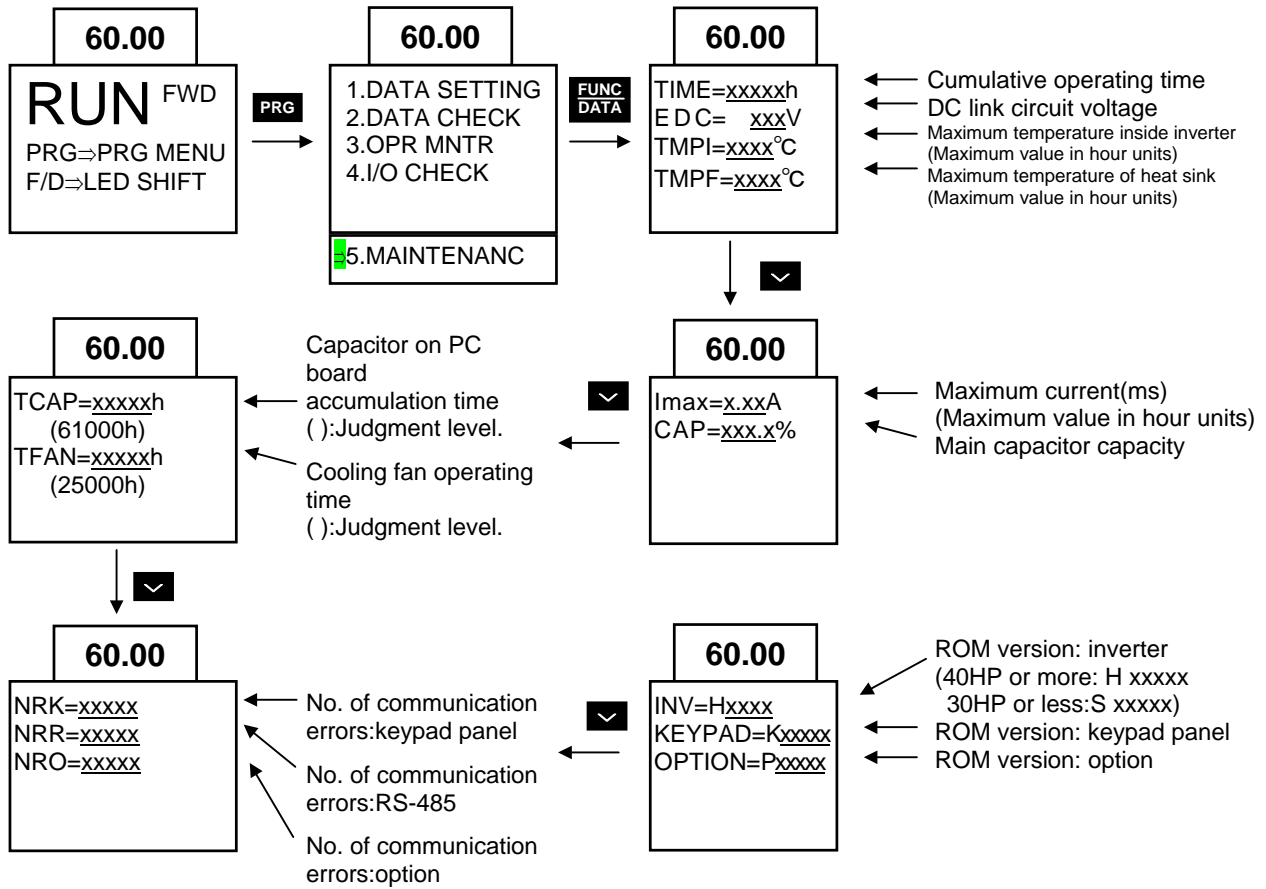 60.00
RUN FWD
PRG⇒PRG MENU
F/D⇒LED SHIFT
PRG
60.00
1.DATA SETTING
2.DATA CHECK
3.OPR MNTR
4.I/O CHECK
⇒5.MAINTENANC
FUNC
DATA
60.00
TIME=xxxxxh
EDC= xxxV
TMPI=xxxx°C
TMPF=xxxx°C
Cumulative operating time
DC link circuit voltage
Maximum temperature inside inverter
(Maximum value in hour units)
Maximum temperature of heat sink
(Maximum value in hour units)
60.00
TCAP=xxxxxh
(61000h)
TFAN=xxxxxh
(25000h)
Capacitor on PC
board
accumulation time
( ):Judgment level.
Cooling fan operating
time
( ):Judgment level.
60.00
Imax=x.xxA
CAP=xxx.x%
Maximum current(ms)
(Maximum value in hour units)
Main capacitor capacity
60.00
NRK=xxxxx
NRR=xxxxx
NRO=xxxxx
No. of communication
errors:keypad panel
No. of communication
errors:RS-485
No. of communication
errors:option
60.00
INV=Hxxxx
KEYPAD=Kxxxxx
OPTION=Pxxxxx
ROM version: inverter
(40HP or more: H xxxxx
30HP or less:S xxxxx)
ROM version: keypad panel
ROM version: option